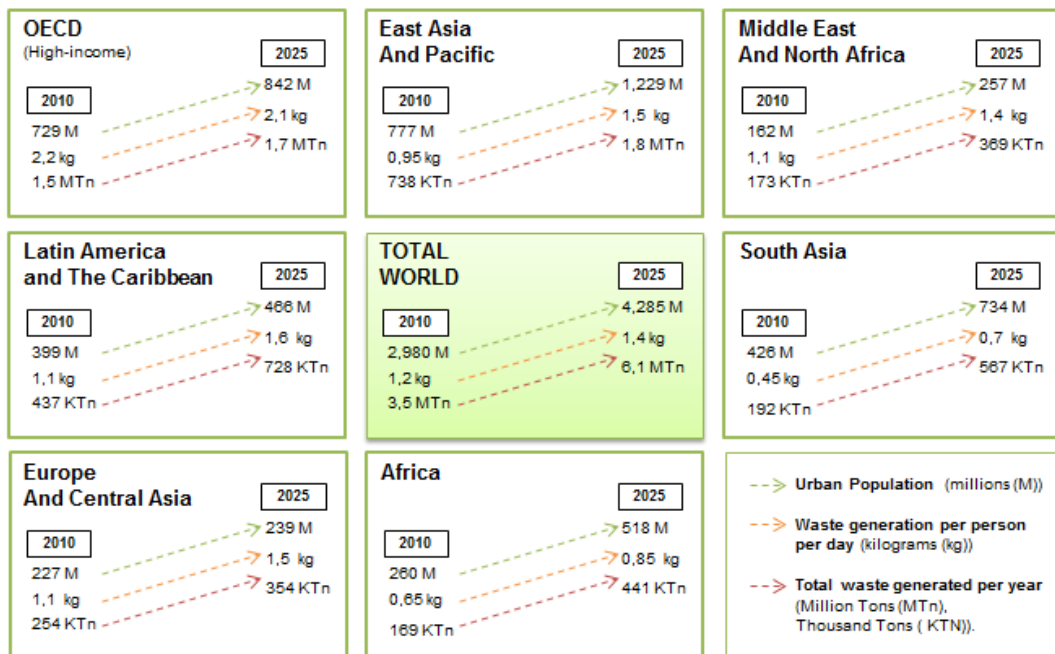 OECD
(High-income)
2010
2025
729 M
842 M
2,2 kg
2,1 kg
1,5 MTn
1,7 MTn
East Asia
And Pacific
2010
2025
777 M
1,229 M
0,95 kg
1,5 kg
738 KTn
1,8 MTn
Middle East
And North Africa
2010
2025
162 M
257 M
1,1 kg
1,4 kg
173 KTn
369 KTn
Latin America
and The Caribbean
2010
2025
399 M
466 M
1,1 kg
1,6 kg
437 KTn
728 KTn
TOTAL
WORLD
2010
2025
2,980 M
4,285 M
1,2 kg
1,4 kg
3,5 MTn
6,1 MTn
South Asia
2010
2025
426 M
734 M
0,45 kg
0,7 kg
192 KTn
567 KTn
Europe
And Central Asia
2010
2025
227 M
239 M
1,1 kg
1,5 kg
254 KTn
354 KTn
Africa
2010
2025
260 M
518 M
0,65 kg
0,85 kg
169 KTn
441 KTn
Urban Population (millions (M))
Waste generation per person
per day (kilograms (kg))
Total waste generated per year
(Million Tons (MTn),
Thousand Tons ( KTN)).